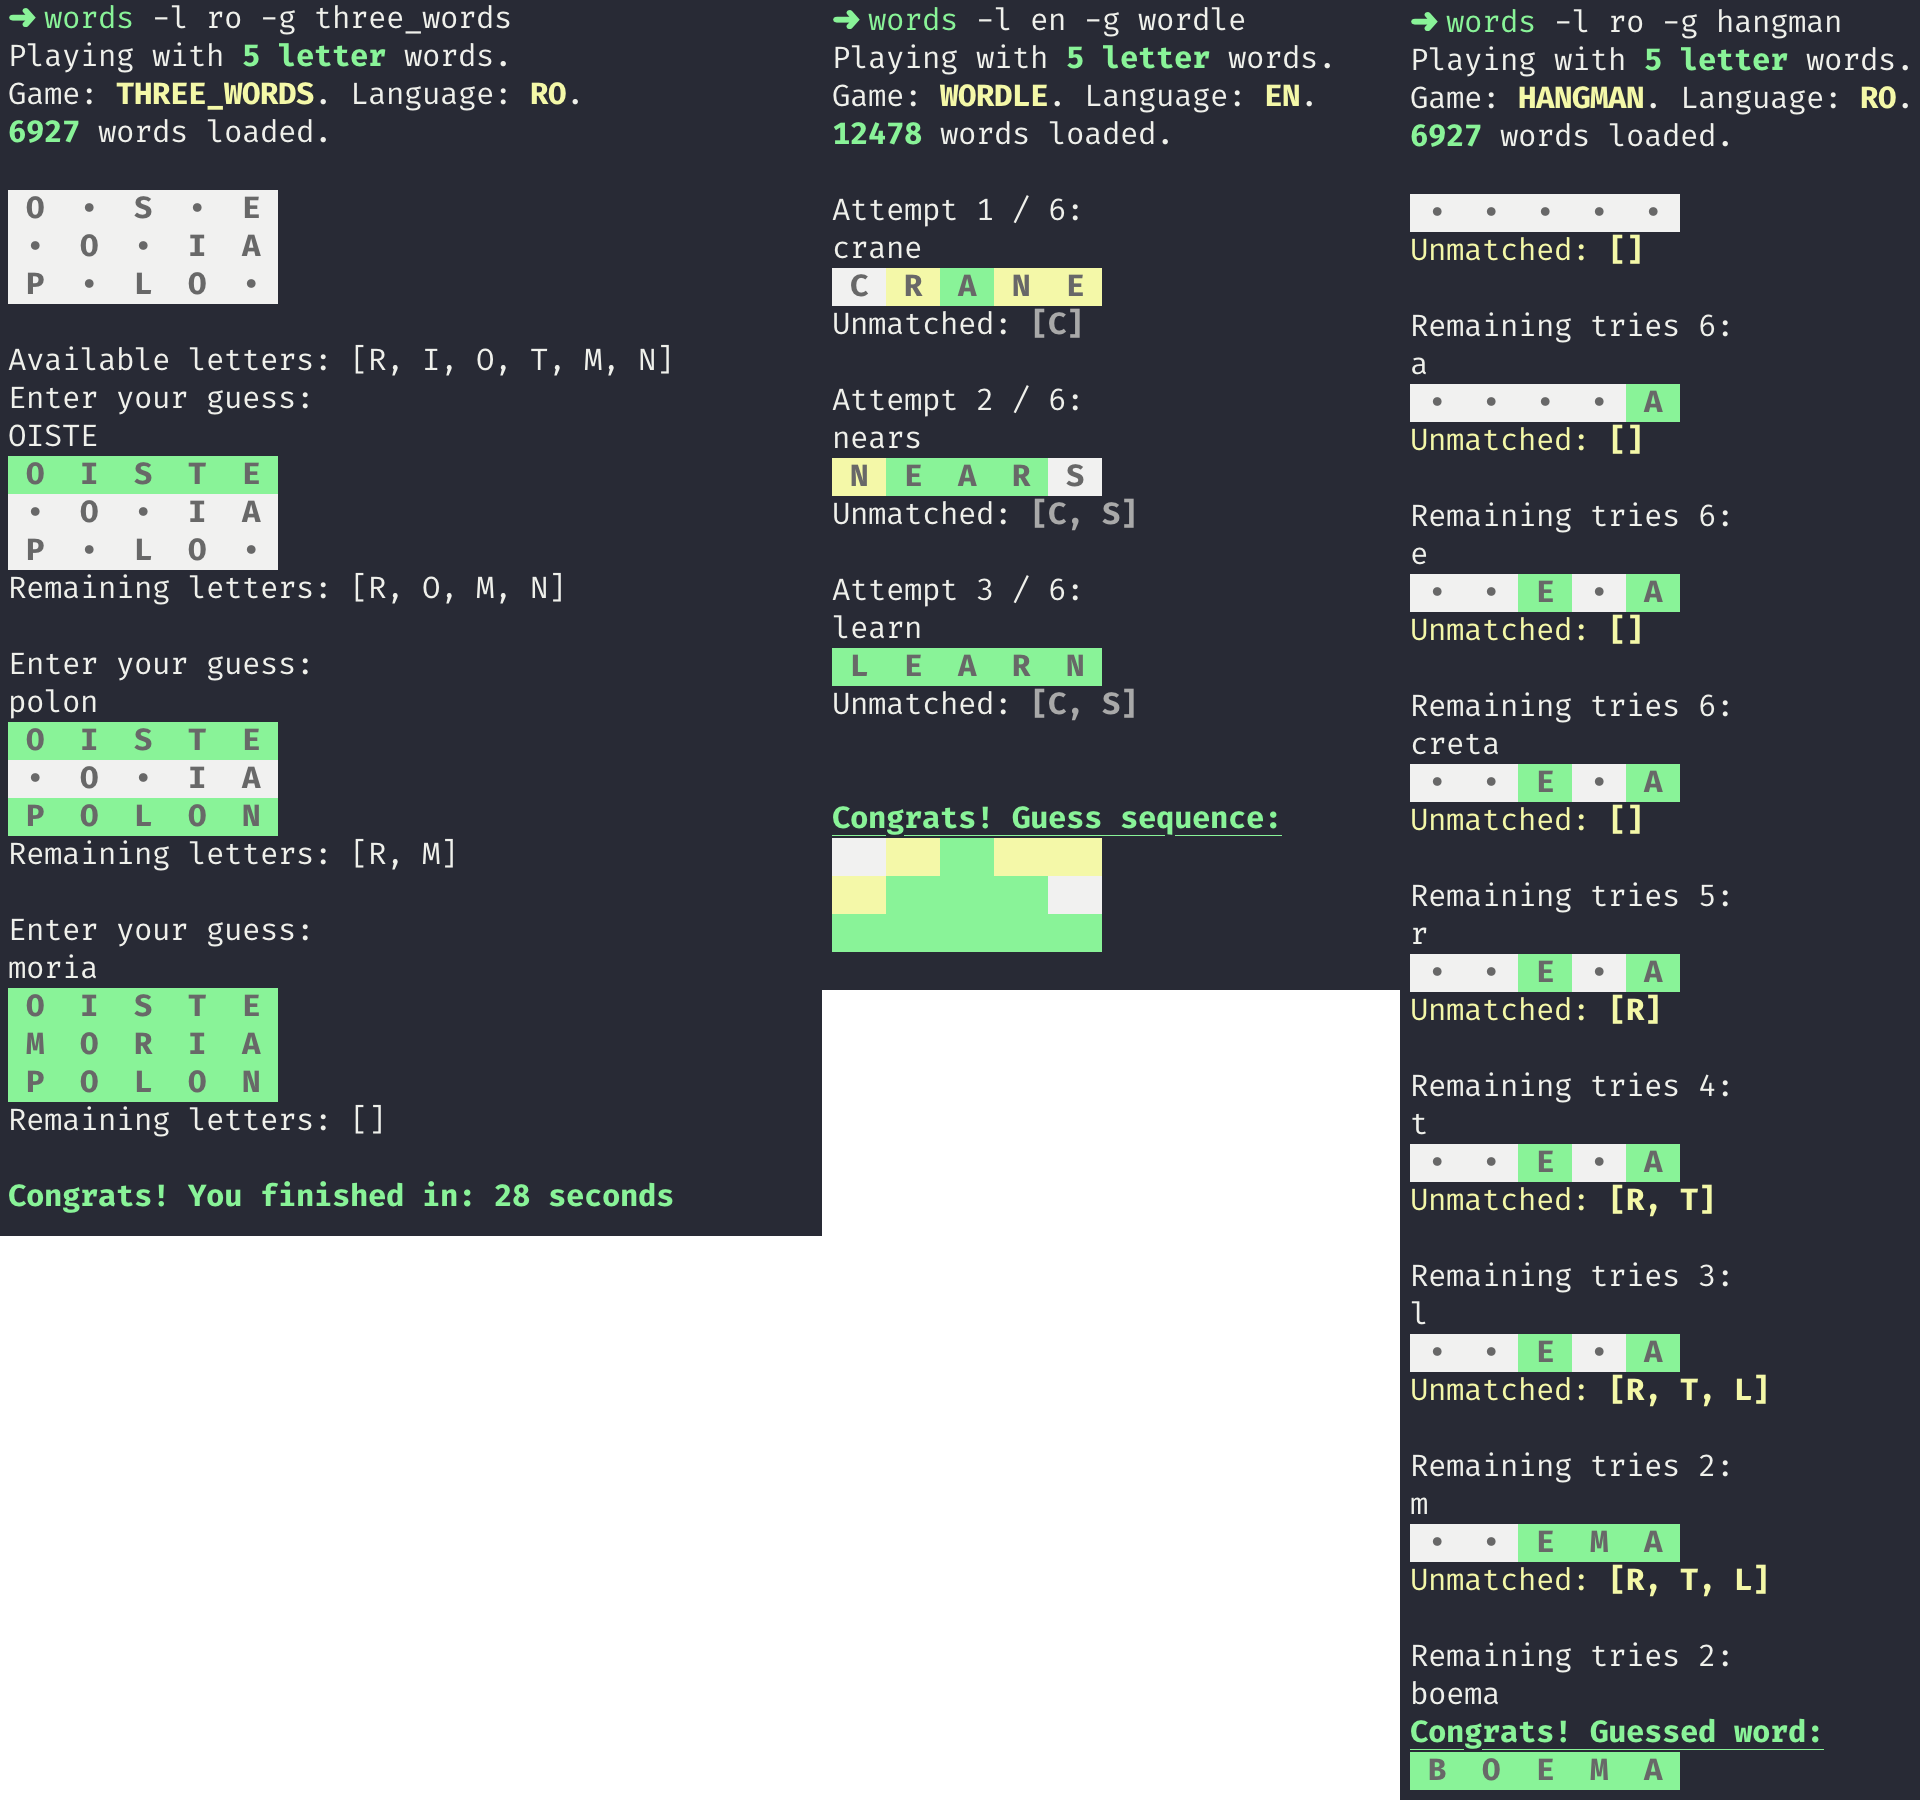 ➜ words -l ro -g three_words
Playing with 5 letter words.
Game: THREE_WORDS. Language: RO.
6927 words loaded.
O • S • E
• O • I A
P • L O •
Available letters: [R, I, O, T, M, N]
Enter your guess:
OISTE
O I S T E
• O • I A
P • L O •
Remaining letters: [R, O, M, N]
Enter your guess:
polon
O I S T E
• O • I A
P O L O N
Remaining letters: [R, M]
Enter your guess:
moria
O I S T E
M O R I A
P O L O N
Remaining letters: []
Congrats! You finished in: 28 seconds
➜ words -l en -g wordle
Playing with 5 letter words.
Game: WORDLE. Language: EN.
12478 words loaded.
Attempt 1 / 6:
crane
C R A N E
Unmatched: [C]
Attempt 2 / 6:
nears
N E A R S
Unmatched: [C, S]
Attempt 3 / 6:
learn
L E A R N
Unmatched: [C, S]
Congrats! Guess sequence:
➜ words -l ro -g hangman
Playing with 5 letter words.
Game: HANGMAN. Language: RO.
6927 words loaded.
• • • • •
Unmatched: []
Remaining tries 6:
a
• • • • A
Unmatched: []
Remaining tries 6:
e
• • E • A
Unmatched: []
Remaining tries 6:
creta
• • E • A
Unmatched: []
Remaining tries 5:
r
• • E • A
Unmatched: [R]
Remaining tries 4:
t
• • E • A
Unmatched: [R, T]
Remaining tries 3:
l
• • E • A
Unmatched: [R, T, L]
Remaining tries 2:
m
• • E M A
Unmatched: [R, T, L]
Remaining tries 2:
boema
Congrats! Guessed word:
B O E M A